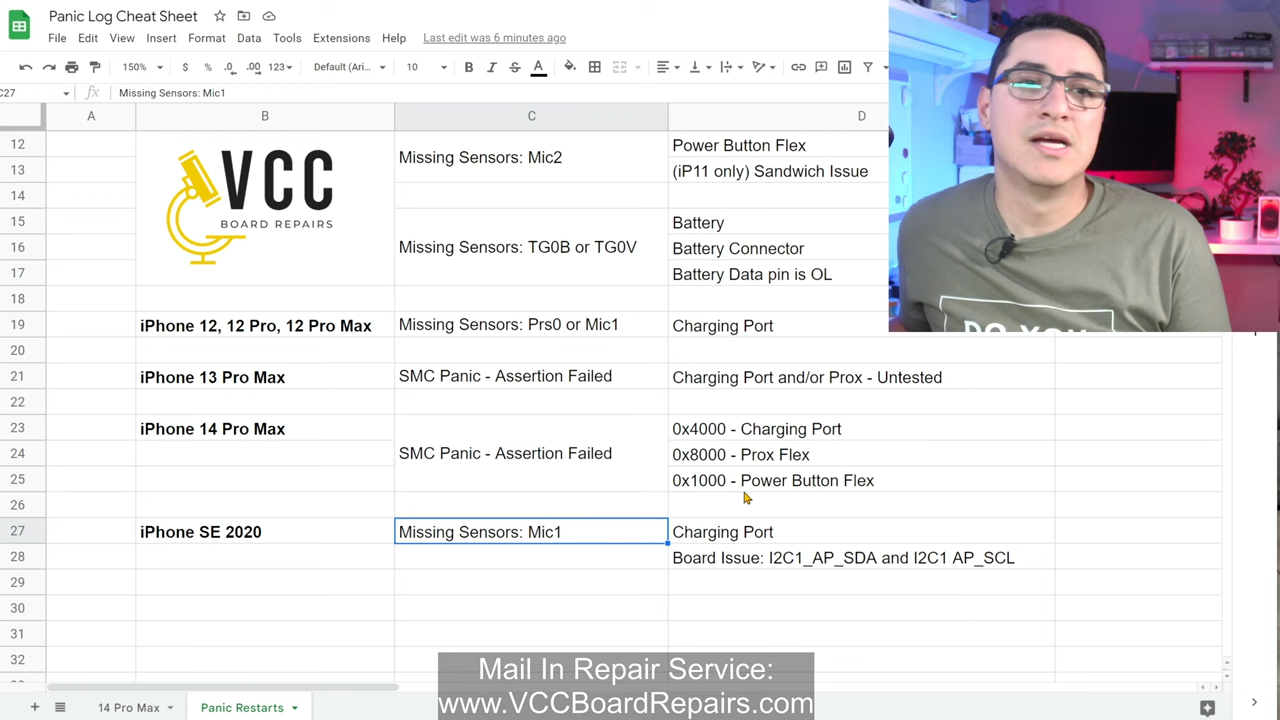 Panic Log Cheat Sheet
File Edit View Insert Format Data Tools Extensions Help Last edit was 6 minutes ago
150% % .0 .00 123 Default (Ari... 10 B I S A
C27 fx Missing Sensors: Mic1
A B C D
12 Missing Sensors: Mic2 Power Button Flex
13 (iP11 only) Sandwich Issue
VCC
BOARD REPAIRS
14
15 Battery
16 Missing Sensors: TG0B or TG0V Battery Connector
17 Battery Data pin is OL
18
19 iPhone 12, 12 Pro, 12 Pro Max Missing Sensors: Prs0 or Mic1 Charging Port
20
21 iPhone 13 Pro Max SMC Panic - Assertion Failed Charging Port and/or Prox - Untested
22
23 iPhone 14 Pro Max 0x4000 - Charging Port
24 SMC Panic - Assertion Failed 0x8000 - Prox Flex
25 0x1000 - Power Button Flex
26
27 iPhone SE 2020 Missing Sensors: Mic1 Charging Port
28 Board Issue: I2C1_AP_SDA and I2C1 AP_SCL
29
30
31
32
Mail In Repair Service:
www.VCCBoardRepairs.com
14 Pro Max Panic Restarts